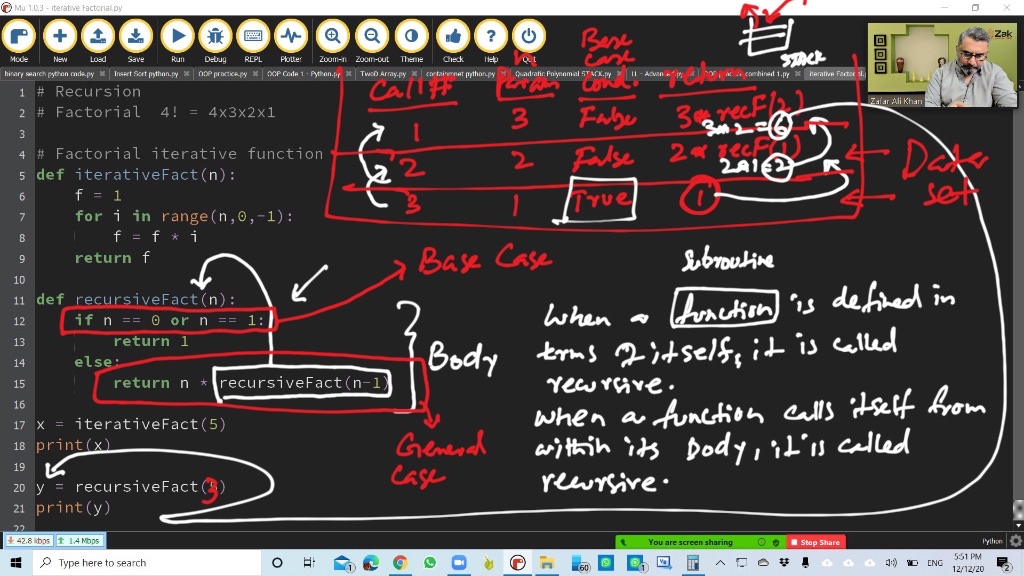 Mu 1.0.3 - iterative Factorial.py
Mode New Load Save Run Debug REPL Plotter Zoom-in Zoom-out Theme Check Help Quit
binary search python code.py Insert Sort python.py OOP practice.py OOP Code 1 - Python.py TwoD Array.py containsnot python.py Quadratic Polynomial STACK.py combined 1.py iterative Factorial.
Zak
Zafar Ali Khan
STACK
Call # n Param Base Case Cond. Return
1 3 False 3 * recF(2)
3 * 2 = 6
2 2 False 2 * recF(1)
2 * 1 = 2
3 1 True 1
Data set
1 # Recursion
2 # Factorial 4! = 4x3x2x1
3
4 # Factorial iterative function
5 def iterativeFact(n):
6 f = 1
7 for i in range(n,0,-1):
8 f = f * i
9 return f
10
11 def recursiveFact(n):
12 if n == 0 or n == 1:
13 return 1
14 else:
15 return n * recursiveFact(n-1)
16
17 x = iterativeFact(5)
18 print(x)
19
20 y = recursiveFact(3)
21 print(y)
22
Base Case
Body
General
Case
Subroutine
When a function is defined in
terms of itself, it is called
recursive.
When a function calls itself from
within its body, it is called
recursive.
42.8 kbps 1.4 Mbps
You are screen sharing Stop Share
Python
Type here to search
60
ENG
5:51 PM
12/12/20
2